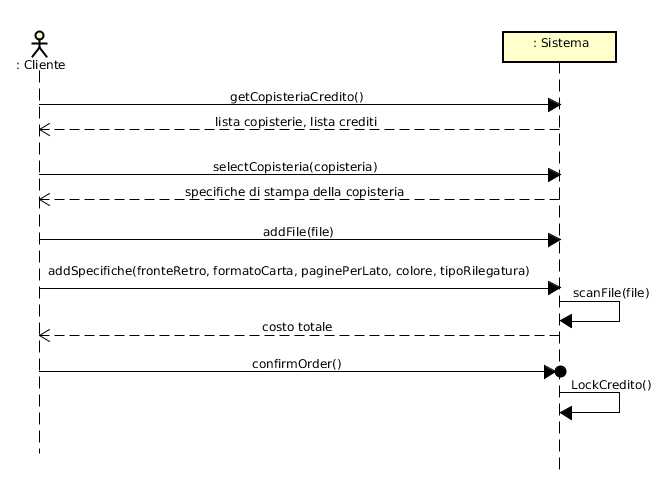 : Cliente
: Sistema
getCopisteriaCredito()
lista copisterie, lista crediti
selectCopisteria(copisteria)
specifiche di stampa della copisteria
addFile(file)
addSpecifiche(fronteRetro, formatoCarta, paginePerLato, colore, tipoRilegatura)
scanFile(file)
costo totale
confirmOrder()
LockCredito()